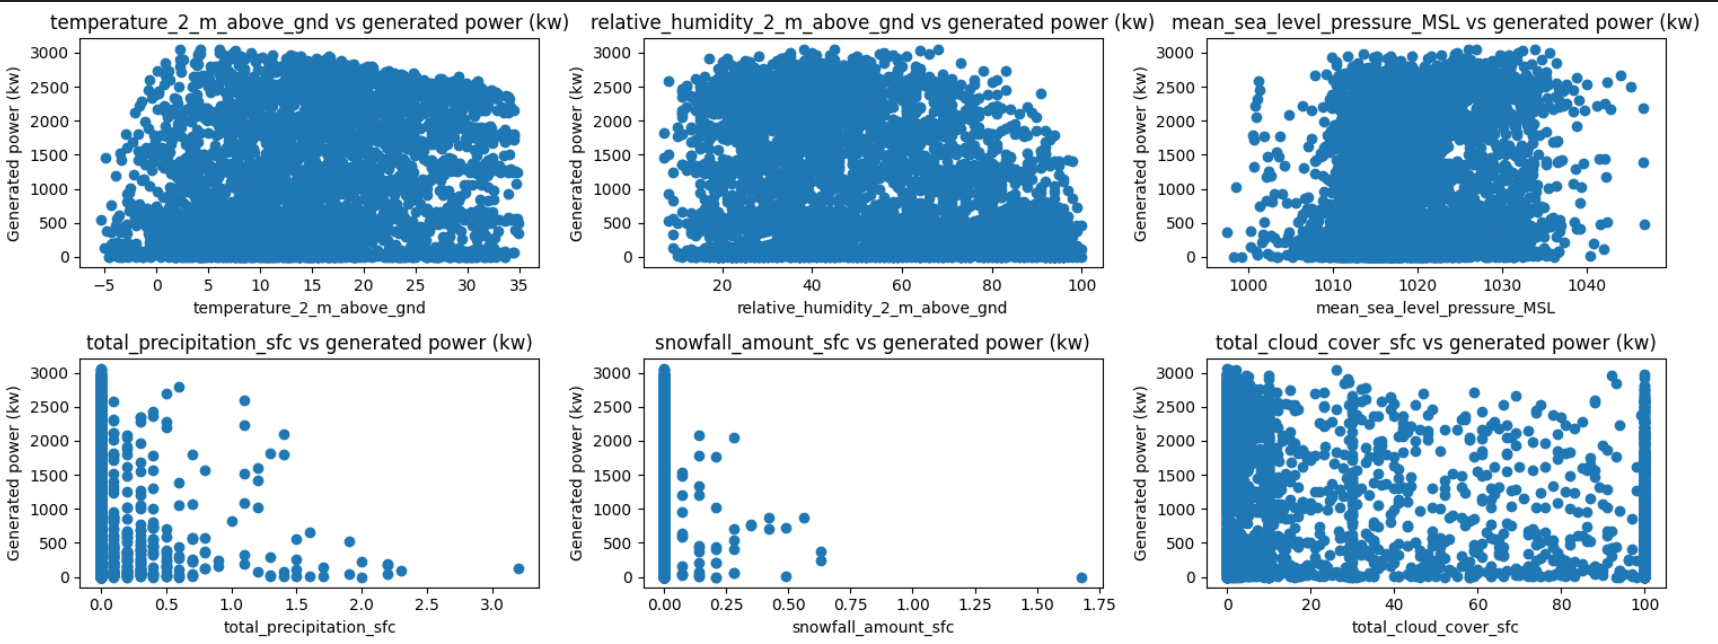 temperature_2_m_above_gnd vs generated power (kw)
relative_humidity_2_m_above_gnd vs generated power (kw)
mean_sea_level_pressure_MSL vs generated power (kw)
Generated power (kw)
3000
2500
2000
1500
1000
500
0
−5 0 5 10 15 20 25 30 35
temperature_2_m_above_gnd
Generated power (kw)
3000
2500
2000
1500
1000
500
0
20 40 60 80 100
relative_humidity_2_m_above_gnd
Generated power (kw)
3000
2500
2000
1500
1000
500
0
1000 1010 1020 1030 1040
mean_sea_level_pressure_MSL
total_precipitation_sfc vs generated power (kw)
snowfall_amount_sfc vs generated power (kw)
total_cloud_cover_sfc vs generated power (kw)
Generated power (kw)
3000
2500
2000
1500
1000
500
0
0.0 0.5 1.0 1.5 2.0 2.5 3.0
total_precipitation_sfc
Generated power (kw)
3000
2500
2000
1500
1000
500
0
0.00 0.25 0.50 0.75 1.00 1.25 1.50 1.75
snowfall_amount_sfc
Generated power (kw)
3000
2500
2000
1500
1000
500
0
0 20 40 60 80 100
total_cloud_cover_sfc